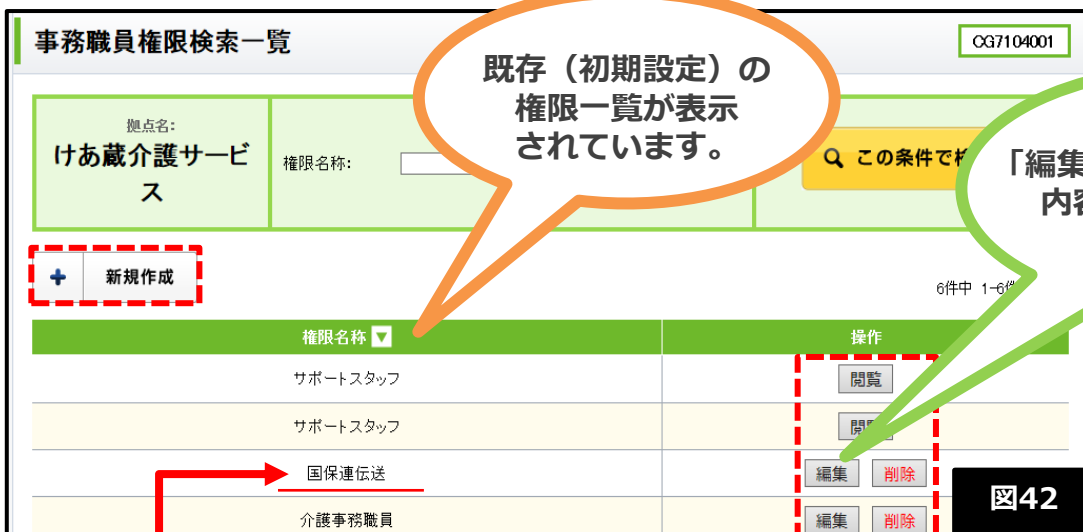 事務職員権限検索一覧
CG7104001
既存（初期設定）の
権限一覧が表示
されています。
拠点名:
けあ蔵介護サービ
ス
権限名称:
この条件で
「編集
内
新規作成
6件中 1-6
権限名称
操作
サポートスタッフ
閲覧
サポートスタッフ
国保連伝送
編集 削除
介護事務職員
編集 削除
図42